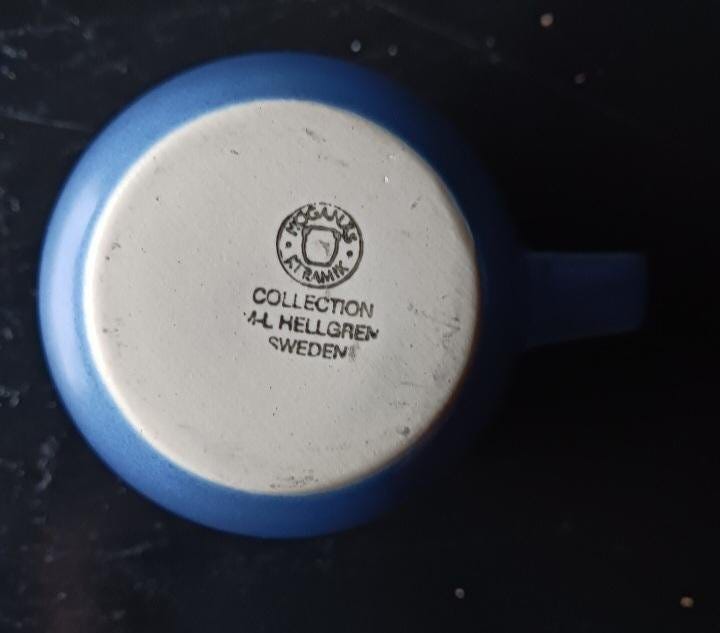 HÖGANÄS
KERAMIK
COLLECTION
M-L HELLGREN
SWEDEN